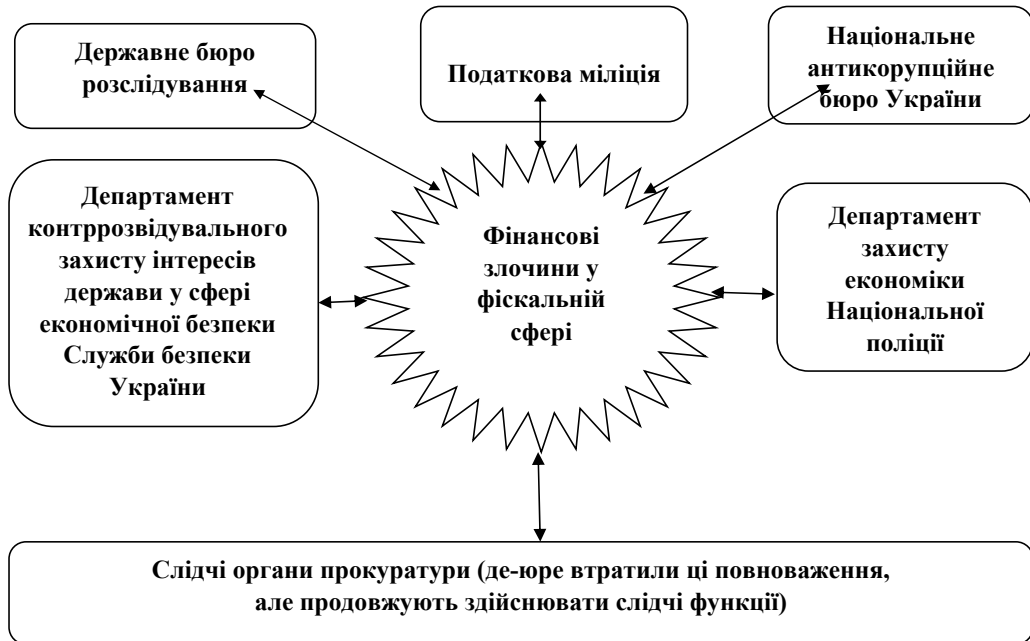 Державне бюро
розслідування
Податкова міліція
Національне
антикорупційне
бюро України
Департамент
контррозвідувального
захисту інтересів
держави у сфері
економічної безпеки
Служби безпеки
України
Фінансові
злочини у
фіскальній
сфері
Департамент
захисту
економіки
Національної
поліції
Слідчі органи прокуратури (де-юре втратили ці повноваження,
але продовжують здійснювати слідчі функції)